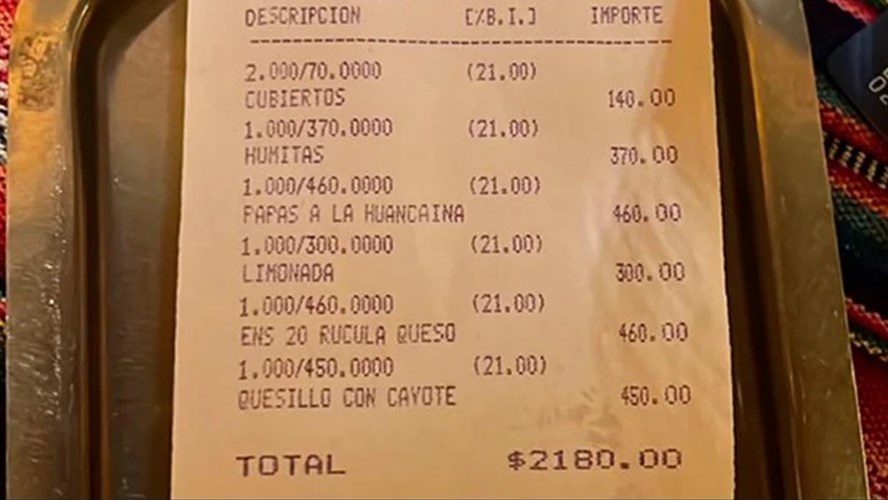 DESCRIPCION [%B.I.] IMPORTE
2.000/70.0000 (21.00)
CUBIERTOS 140.00
1.000/370.0000 (21.00)
HUMITAS 370.00
1.000/460.0000 (21.00)
PAPAS A LA HUANCAINA 460.00
1.000/300.0000 (21.00)
LIMONADA 300.00
1.000/460.0000 (21.00)
ENS 20 RUCULA QUESO 460.00
1.000/450.0000 (21.00)
QUESILLO CON CAYOTE 450.00
TOTAL $2180.00